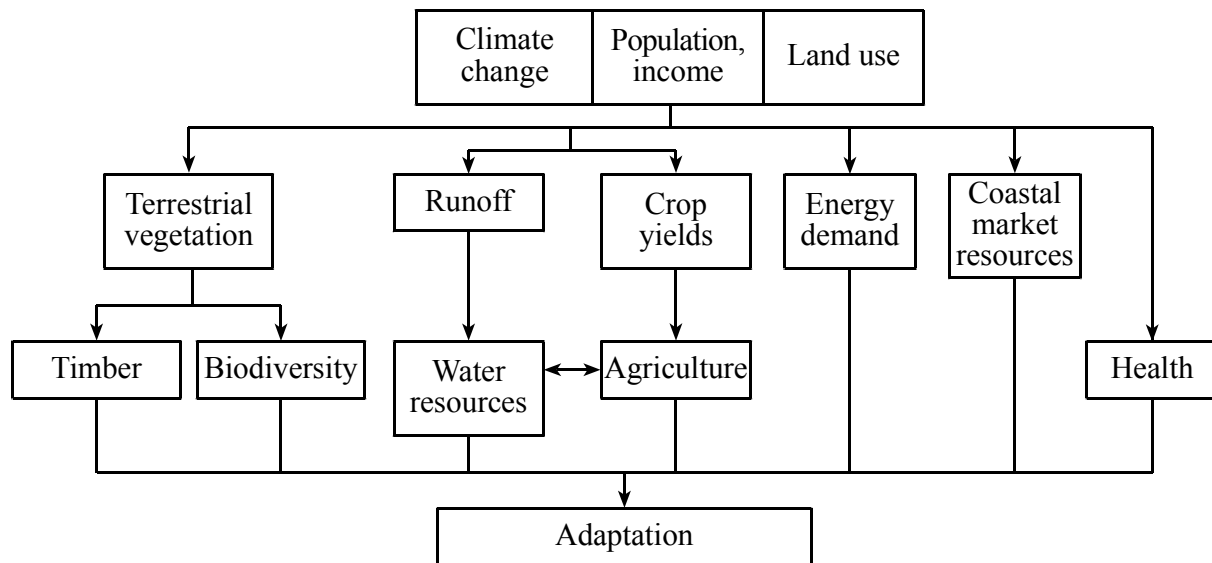 Climate
change
Population,
income
Land use
Terrestrial
vegetation
Runoff
Crop
yields
Energy
demand
Coastal
market
resources
Timber
Biodiversity
Water
resources
Agriculture
Health
Adaptation